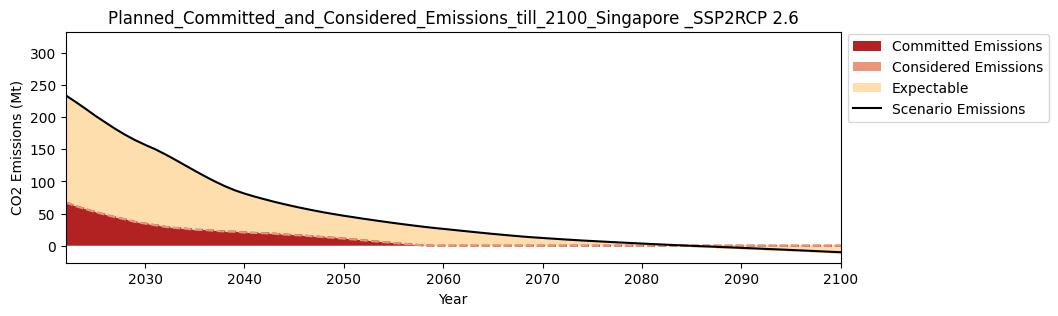 Planned_Committed_and_Considered_Emissions_till_2100_Singapore _SSP2RCP 2.6
Committed Emissions
Considered Emissions
Expectable
Scenario Emissions
CO2 Emissions (Mt)
300
250
200
150
100
50
0
2030
2040
2050
2060
2070
2080
2090
2100
Year